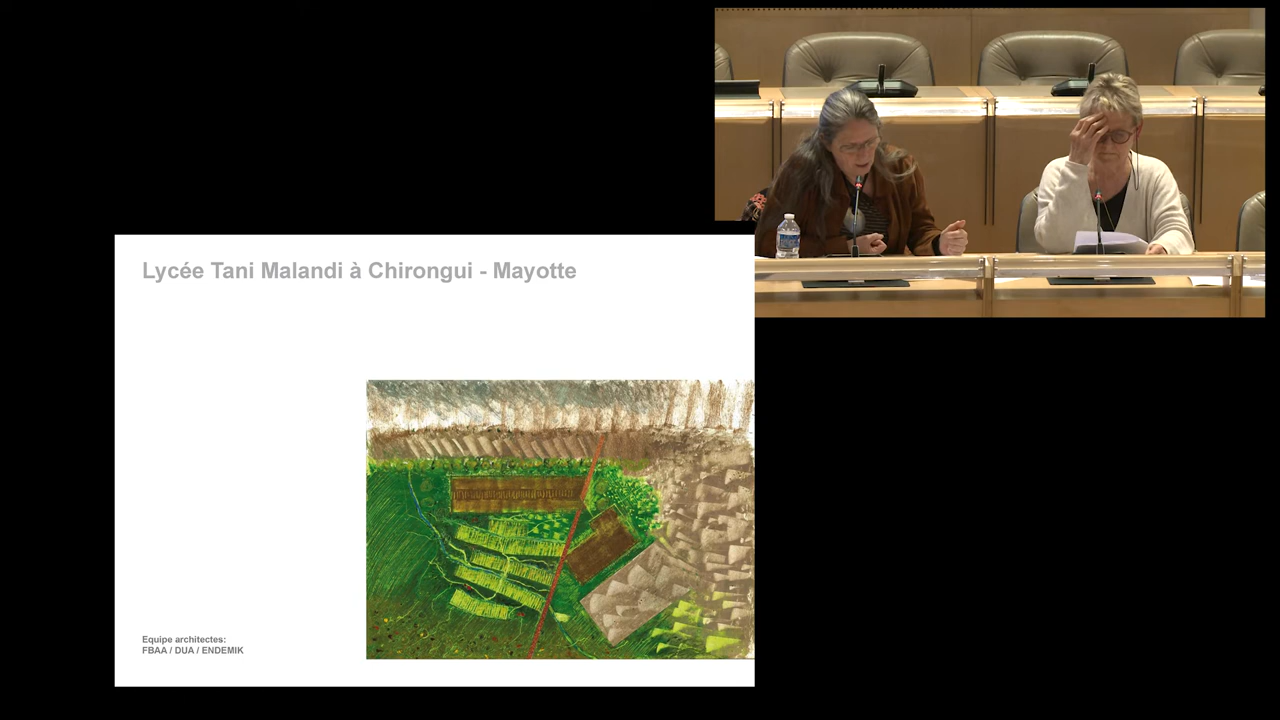 Lycée Tani Malandi à Chirongui - Mayotte
Equipe architectes:
FBAA / DUA / ENDEMIK